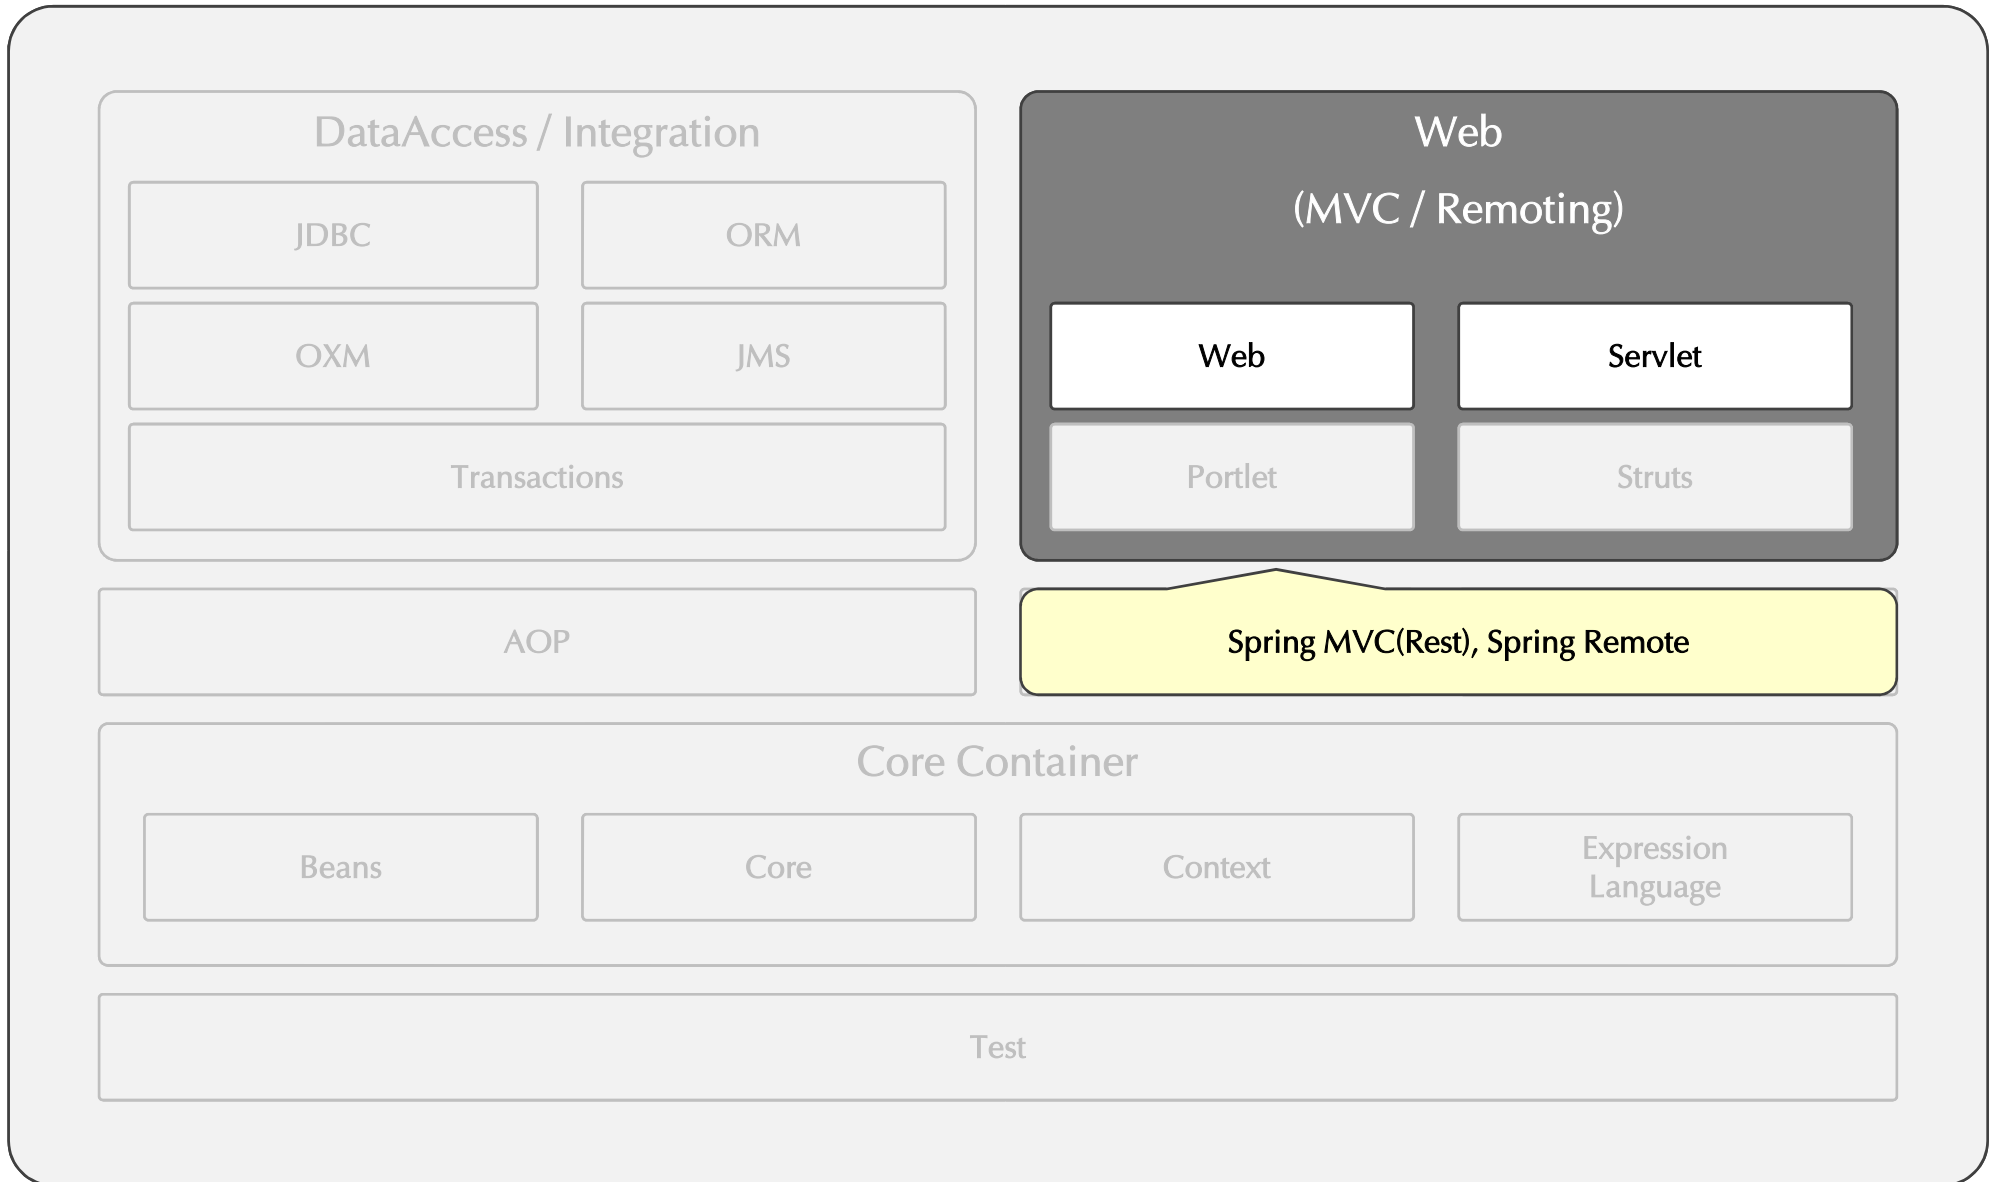 DataAccess / Integration
JDBC
ORM
OXM
JMS
Transactions
Web
(MVC / Remoting)
Web
Servlet
Portlet
Struts
AOP
Spring MVC(Rest), Spring Remote
Core Container
Beans
Core
Context
Expression
Language
Test